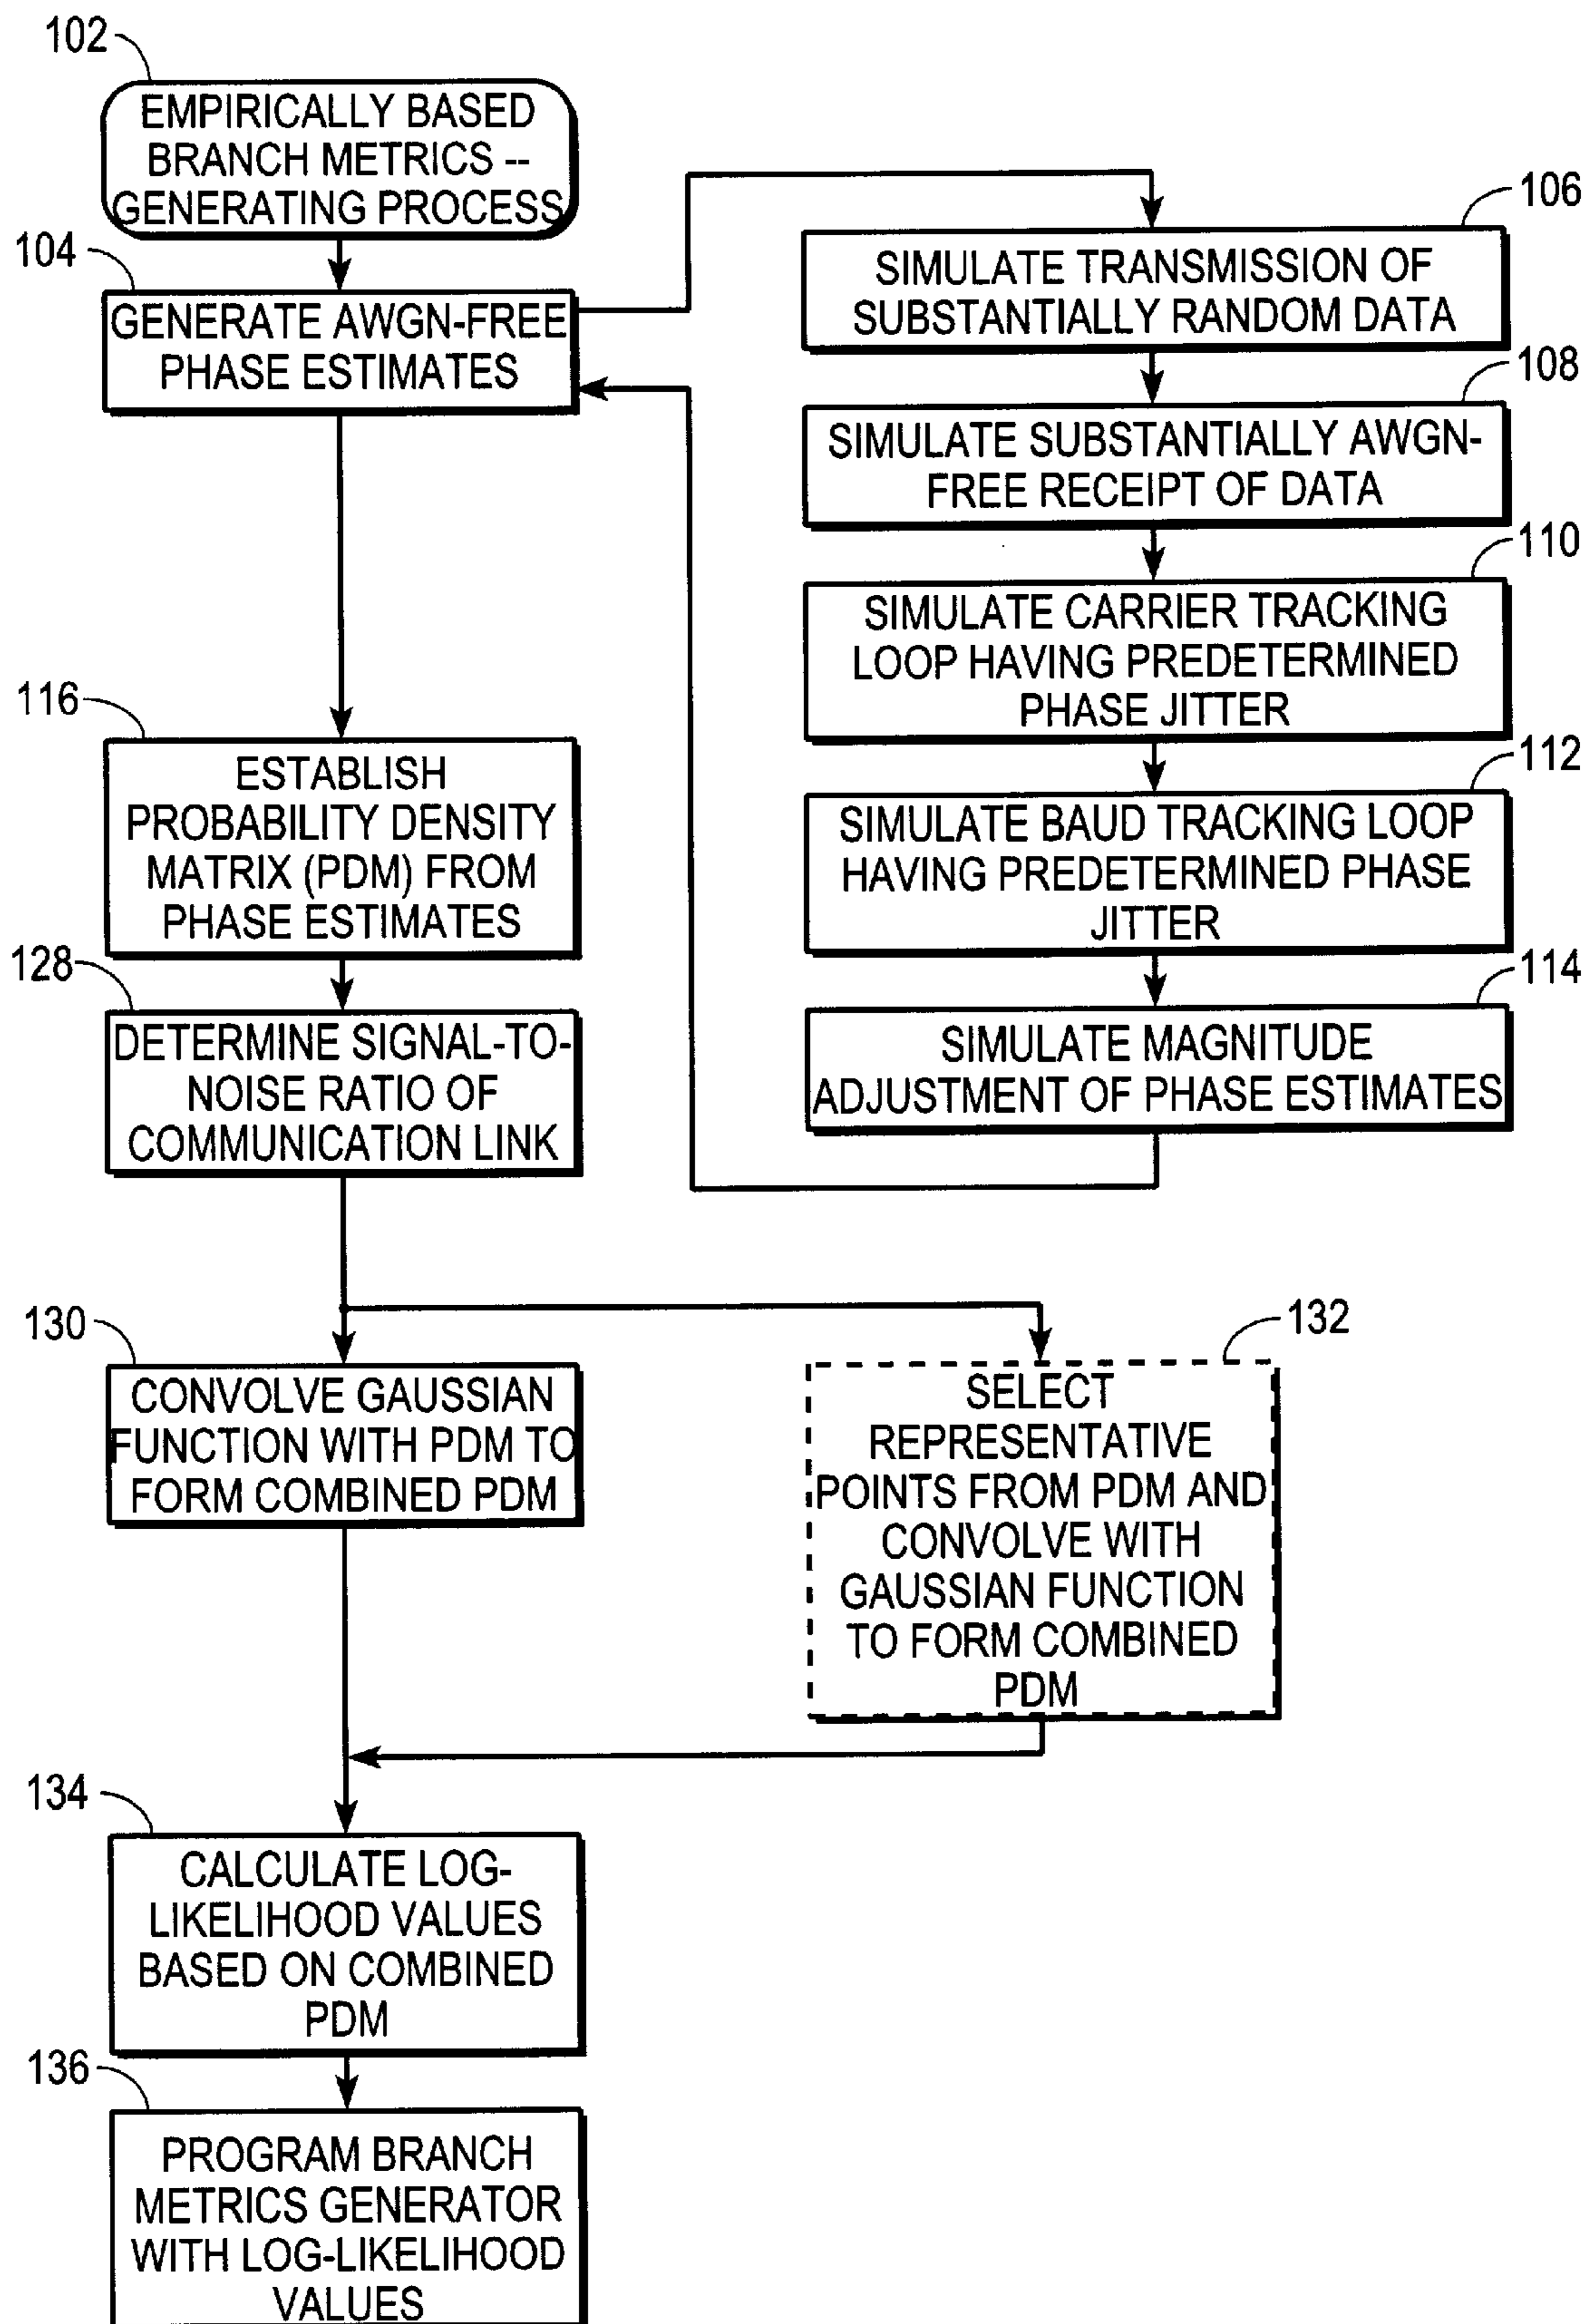 102
EMPIRICALLY BASED
BRANCH METRICS --
GENERATING PROCESS
104
GENERATE AWGN-FREE
PHASE ESTIMATES
106
SIMULATE TRANSMISSION OF
SUBSTANTIALLY RANDOM DATA
108
SIMULATE SUBSTANTIALLY AWGN-
FREE RECEIPT OF DATA
110
SIMULATE CARRIER TRACKING
LOOP HAVING PREDETERMINED
PHASE JITTER
112
SIMULATE BAUD TRACKING LOOP
HAVING PREDETERMINED PHASE
JITTER
114
SIMULATE MAGNITUDE
ADJUSTMENT OF PHASE ESTIMATES
116
ESTABLISH
PROBABILITY DENSITY
MATRIX (PDM) FROM
PHASE ESTIMATES
128
DETERMINE SIGNAL-TO-
NOISE RATIO OF
COMMUNICATION LINK
130
CONVOLVE GAUSSIAN
FUNCTION WITH PDM TO
FORM COMBINED PDM
132
SELECT
REPRESENTATIVE
POINTS FROM PDM AND
CONVOLVE WITH
GAUSSIAN FUNCTION
TO FORM COMBINED
PDM
134
CALCULATE LOG-
LIKELIHOOD VALUES
BASED ON COMBINED
PDM
136
PROGRAM BRANCH
METRICS GENERATOR
WITH LOG-LIKELIHOOD
VALUES